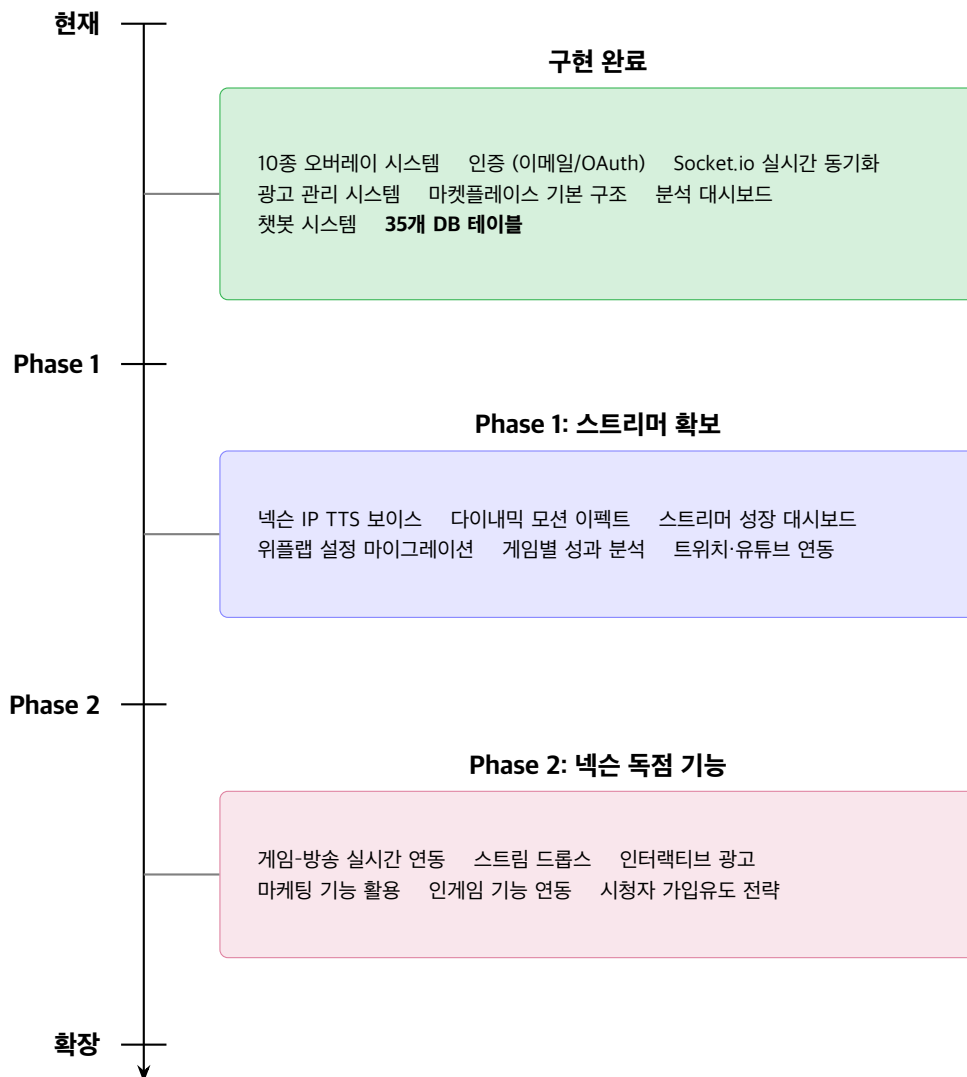 현재
구현 완료
10종 오버레이 시스템 인증 (이메일/OAuth) Socket.io 실시간 동기화
광고 관리 시스템 마켓플레이스 기본 구조 분석 대시보드
챗봇 시스템 35개 DB 테이블
Phase 1
Phase 1: 스트리머 확보
넥슨 IP TTS 보이스 다이내믹 모션 이펙트 스트리머 성장 대시보드
위플랩 설정 마이그레이션 게임별 성과 분석 트위치·유튜브 연동
Phase 2
Phase 2: 넥슨 독점 기능
게임-방송 실시간 연동 스트림 드롭스 인터랙티브 광고
마케팅 기능 활용 인게임 기능 연동 시청자 가입유도 전략
확장